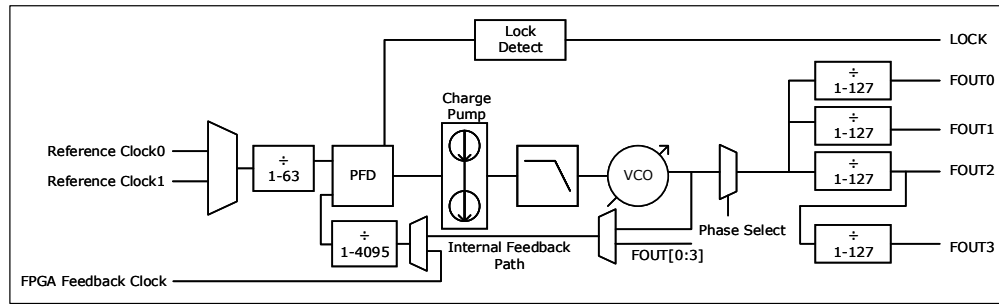 Lock
Detect
LOCK
÷
1-127
FOUT0
Charge
Pump
÷
1-127
FOUT1
Reference Clock0
Reference Clock1
÷
1-63
PFD
VCO
÷
1-127
FOUT2
Phase Select
÷
1-4095
Internal Feedback
Path
FOUT[0:3]
÷
1-127
FOUT3
FPGA Feedback Clock